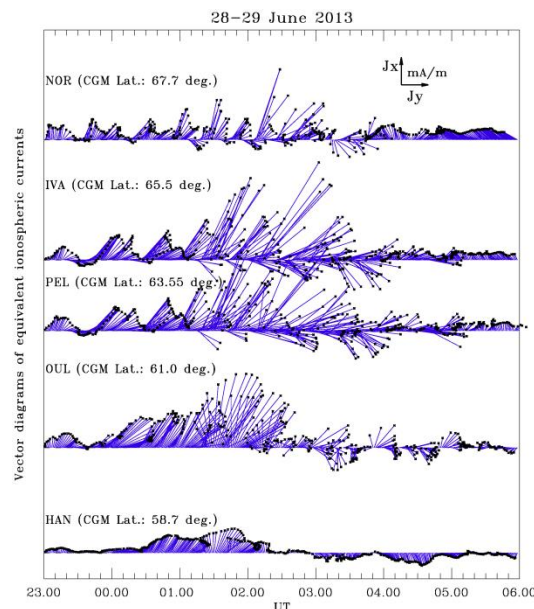 28-29 June 2013
NOR (CGM Lat.: 67.7 deg.)
Jx
mA/m
Jy
IVA (CGM Lat.: 65.5 deg.)
PEL (CGM Lat.: 63.55 deg.)
OUL (CGM Lat.: 61.0 deg.)
HAN (CGM Lat.: 58.7 deg.)
Vector diagrams of equivalent ionospheric currents
23.00 00.00 01.00 02.00 03.00 04.00 05.00 06.00
UT